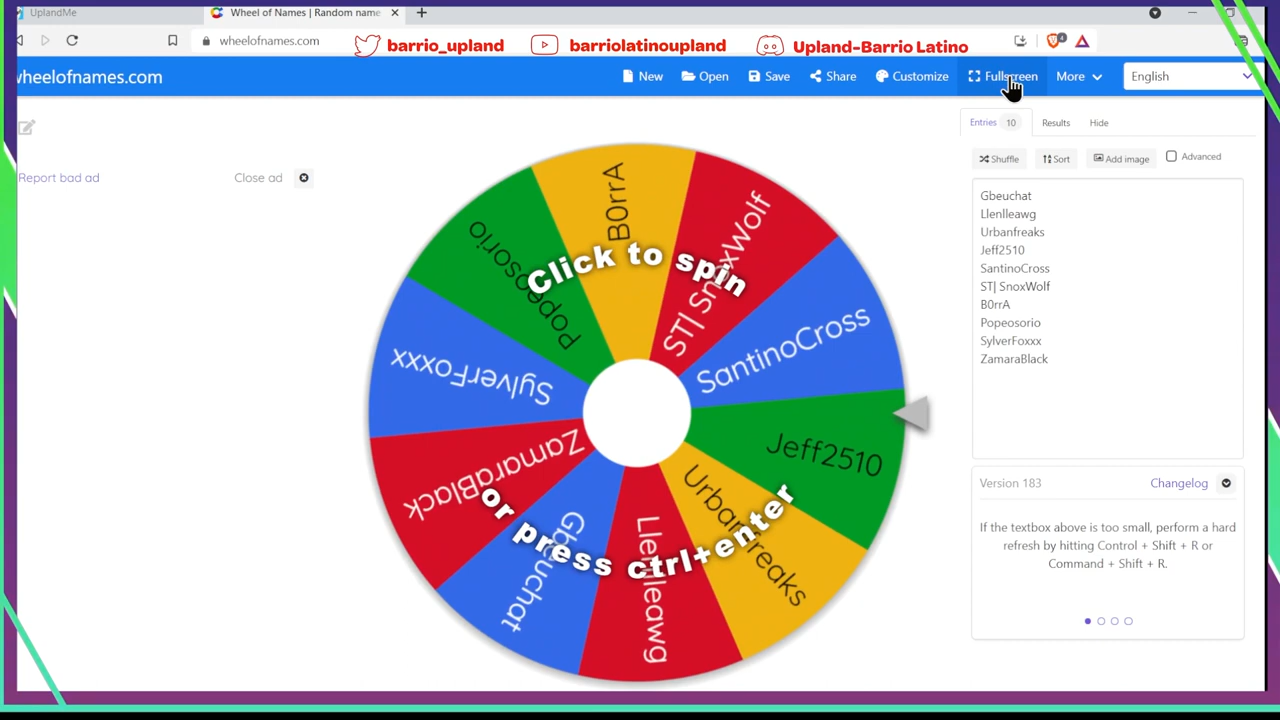 UplandMe
Wheel of Names | Random name
wheelofnames.com
barrio_upland
barriolatinoupland
Upland-Barrio Latino
wheelofnames.com
New
Open
Save
Share
Customize
Fullscreen
More
English
Entries 10
Results
Hide
Report bad ad
Close ad
Shuffle
Sort
Add image
Advanced
Gbeuchat
Llenlleawg
Urbanfreaks
Jeff2510
SantinoCross
ST| SnoxWolf
B0rrA
Popeosorio
SylverFoxxx
ZamaraBlack
B0rrA
ST| SnoxWolf
SantinoCross
Jeff2510
Urbanfreaks
Llenlleawg
Gbeuchat
ZamaraBlack
SylverFoxxx
Popeosorio
Click to spin
or press ctrl+enter
Version 183
Changelog
If the textbox above is too small, perform a hard
refresh by hitting Control + Shift + R or
Command + Shift + R.